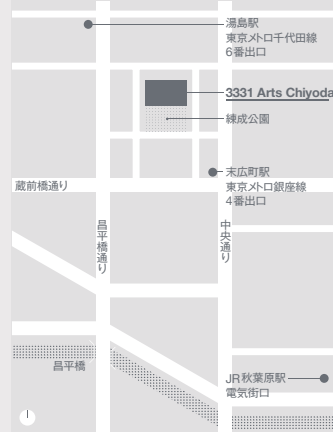 湯島駅
東京メトロ千代田線
6番出口
3331 Arts Chiyoda
練成公園
末広町駅
東京メトロ銀座線
4番出口
蔵前橋通り
昌平橋通り
中央通り
昌平橋
JR秋葉原駅
電気街口